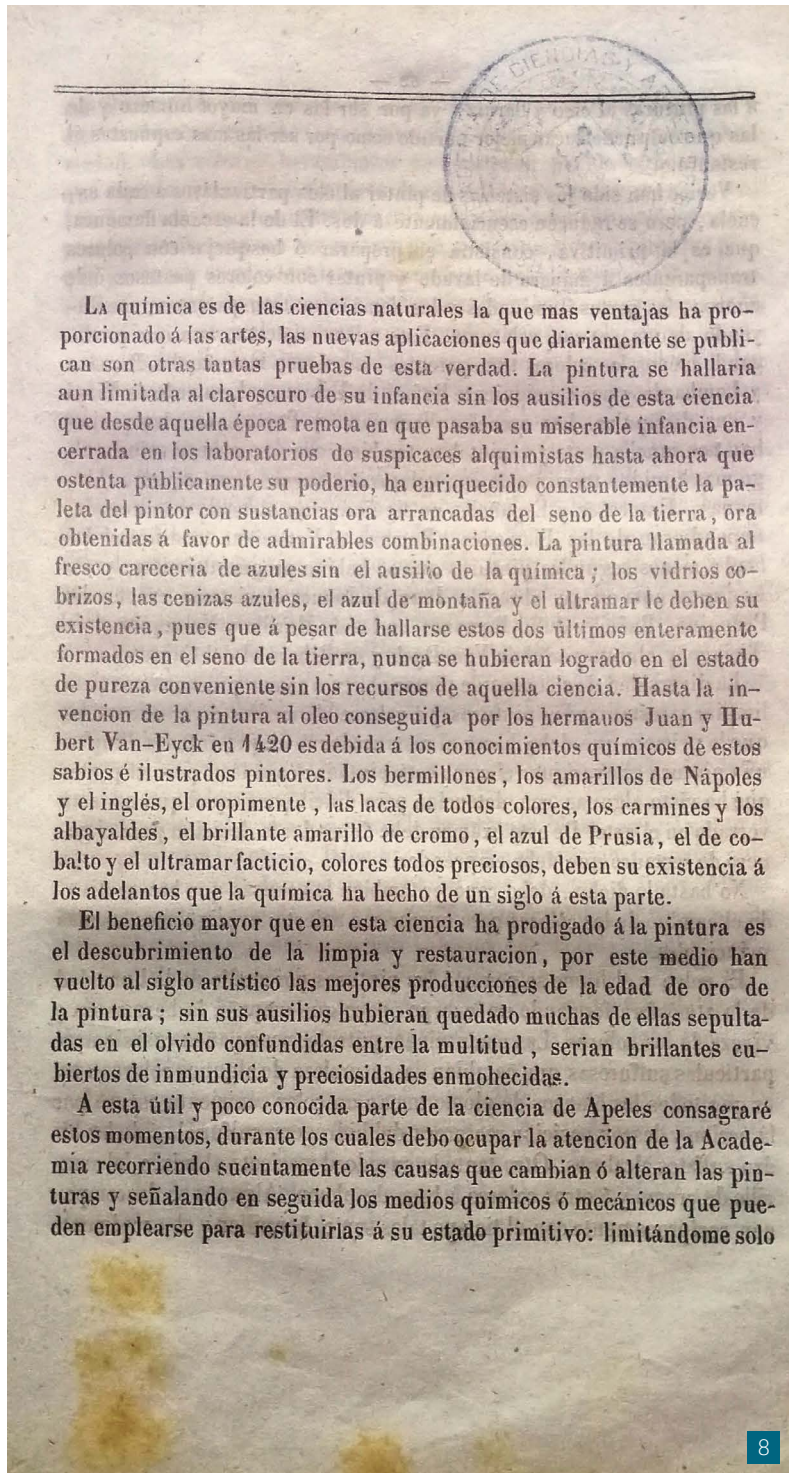 DE CIENCIAS Y A
LA química es de las ciencias naturales la que mas ventajas ha pro-
porcionado á las artes, las nuevas aplicaciones que diariamente se publi-
can son otras tantas pruebas de esta verdad. La pintura se hallaria
aun limitada al claroscuro de su infancia sin los ausilios de esta ciencia
que desde aquella época remota en que pasaba su miserable infancia en-
cerrada en los laboratorios de suspicaces alquimistas hasta ahora que
ostenta públicamente su poderio, ha enriquecido constantemente la pa-
leta del pintor con sustancias ora arrancadas del seno de la tierra, ora
obtenidas á favor de admirables combinaciones. La pintura llamada al
fresco careceria de azules sin el ausilio de la química; los vidrios co-
brizos, las cenizas azules, el azul de montaña y el ultramar le deben su
existencia, pues que á pesar de hallarse estos dos últimos enteramente
formados en el seno de la tierra, nunca se hubieran logrado en el estado
de pureza conveniente sin los recursos de aquella ciencia. Hasta la in-
vencion de la pintura al oleo conseguida por los hermanos Juan y Hu-
bert Van-Eyck en 1420 es debida á los conocimientos químicos de estos
sabios é ilustrados pintores. Los bermillones, los amarillos de Nápoles
y el inglés, el oropimente, las lacas de todos colores, los carmines y los
albayaldes, el brillante amarillo de cromo, el azul de Prusia, el de co-
balto y el ultramar facticio, colores todos preciosos, deben su existencia á
los adelantos que la química ha hecho de un siglo á esta parte.
El beneficio mayor que en esta ciencia ha prodigado á la pintura es
el descubrimiento de la limpia y restauracion, por este medio han
vuelto al siglo artístico las mejores producciones de la edad de oro de
la pintura; sin sus ausilios hubieran quedado muchas de ellas sepulta-
das en el olvido confundidas entre la multitud, serian brillantes cu-
biertos de inmundicia y preciosidades enmohecidas.
A esta útil y poco conocida parte de la ciencia de Apeles consagraré
estos momentos, durante los cuales debo ocupar la atencion de la Acade-
mia recorriendo sucintamente las causas que cambian ó alteran las pin-
turas y señalando en seguida los medios químicos ó mecánicos que pue-
den emplearse para restituirlas á su estado primitivo: limitándome solo
8